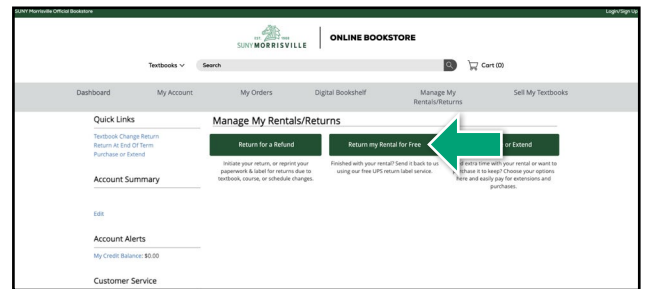 SUNY Morrisville Official Bookstore
Login/Sign Up
SUNYMORRISVILLE
ONLINE BOOKSTORE
Textbooks
Search
Cart (0)
Dashboard
My Account
My Orders
Digital Bookshelf
Manage My
Rentals/Returns
Sell My Textbooks
Quick Links
Textbook Change Return
Return At End Of Term
Purchase or Extend
Account Summary
Edit
Account Alerts
My Credit Balance: $0.00
Customer Service
Manage My Rentals/Returns
Return for a Refund
Initiate your return, or reprint your
paperwork & label for returns due to
textbook, course, or schedule changes.
Return my Rental for Free
Finished with your rental? Send it back to us
using our free UPS return label service.
or Extend
extra time with your rental or want to
purchase it to keep? Choose your options
here and easily pay for extensions and
purchases.